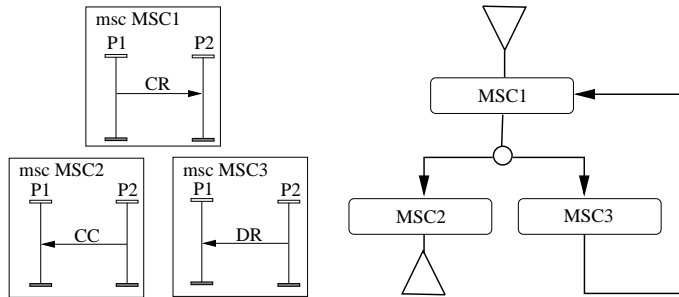 msc MSC1
P1 P2
CR
msc MSC2
P1 P2
CC
msc MSC3
P1 P2
DR
MSC1
MSC2
MSC3